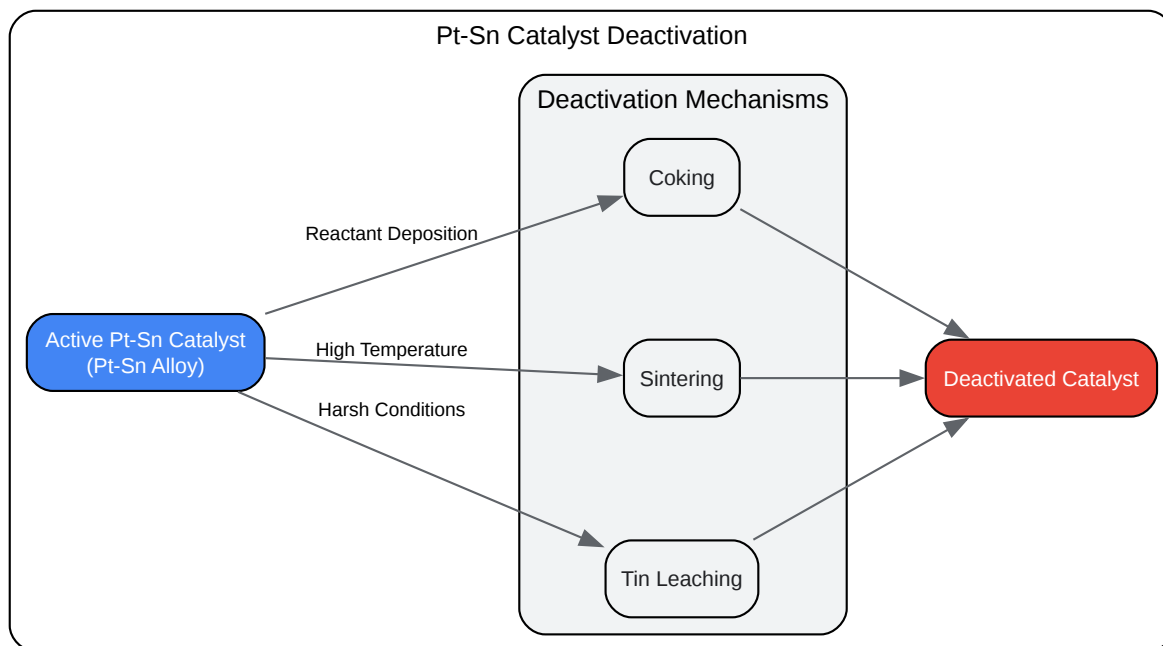 Pt-Sn Catalyst Deactivation
Deactivation Mechanisms
Coking
Reactant Deposition
Active Pt-Sn Catalyst
(Pt-Sn Alloy)
High Temperature
Sintering
Deactivated Catalyst
Harsh Conditions
Tin Leaching